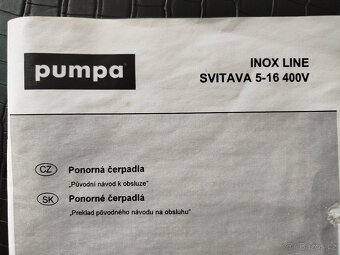 pumpa
INOX LINE
SVITAVA 5-16 400V
CZ Ponorná čerpadla
„Původní návod k obsluze"
SK Ponorné čerpadlá
„Preklad pôvodného návodu na obsluhu"